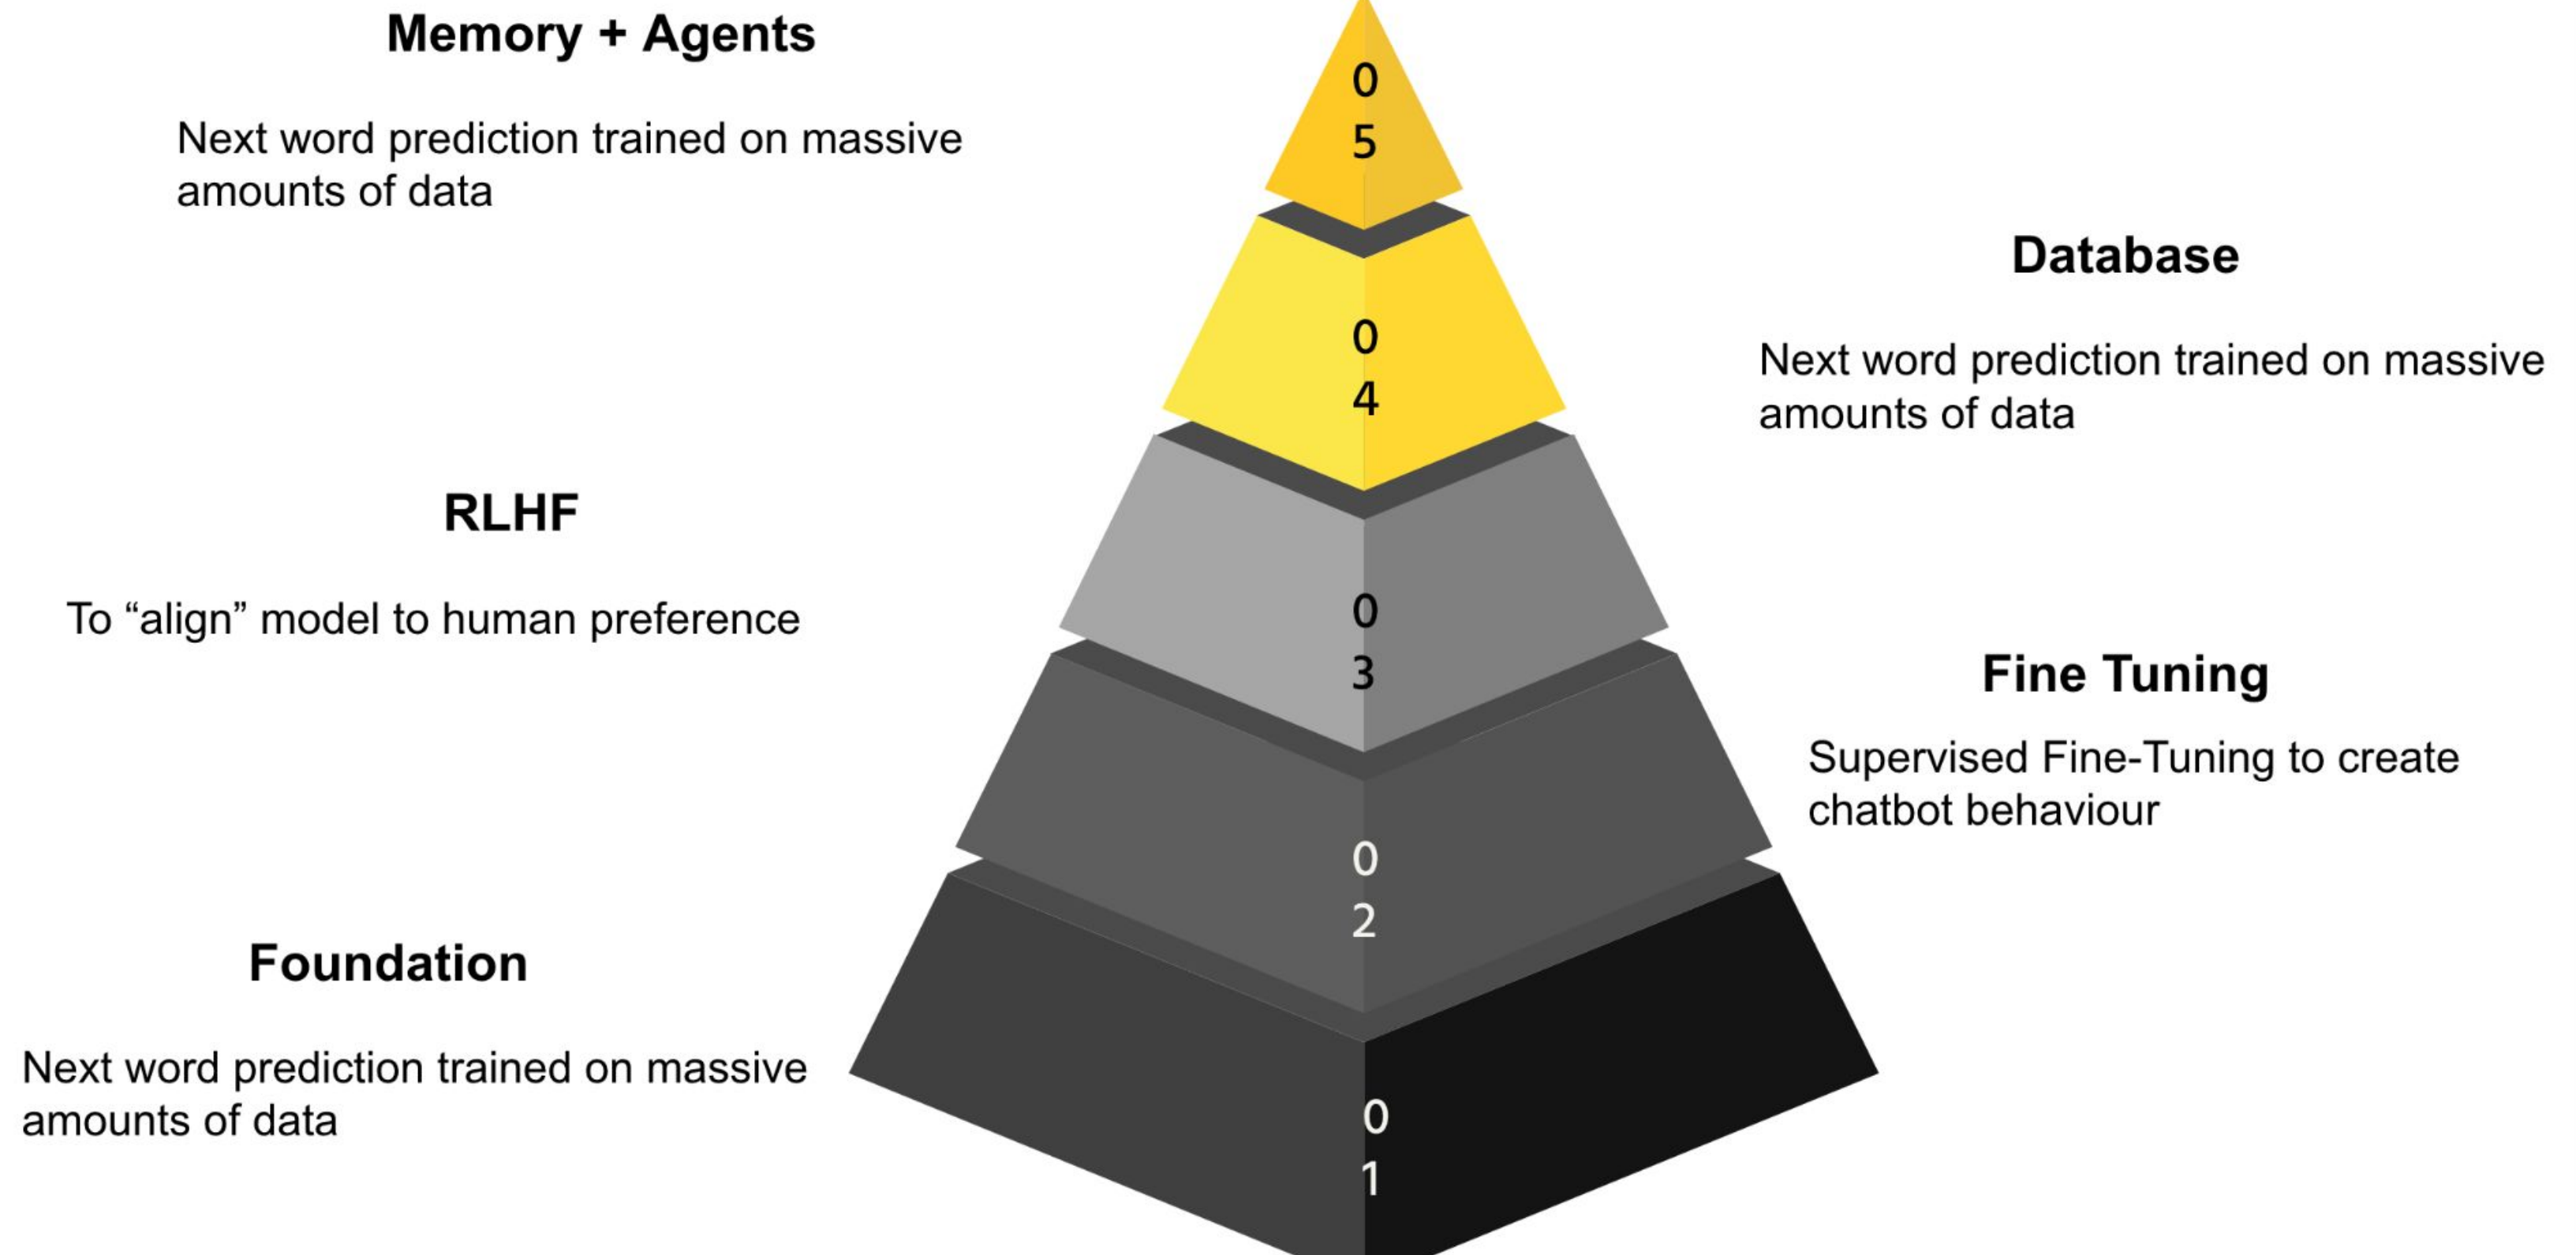 Memory + Agents
Next word prediction trained on massive
amounts of data
0
5
Database
Next word prediction trained on massive
amounts of data
0
4
RLHF
To “align” model to human preference
0
3
Fine Tuning
Supervised Fine-Tuning to create
chatbot behaviour
0
2
Foundation
Next word prediction trained on massive
amounts of data
0
1